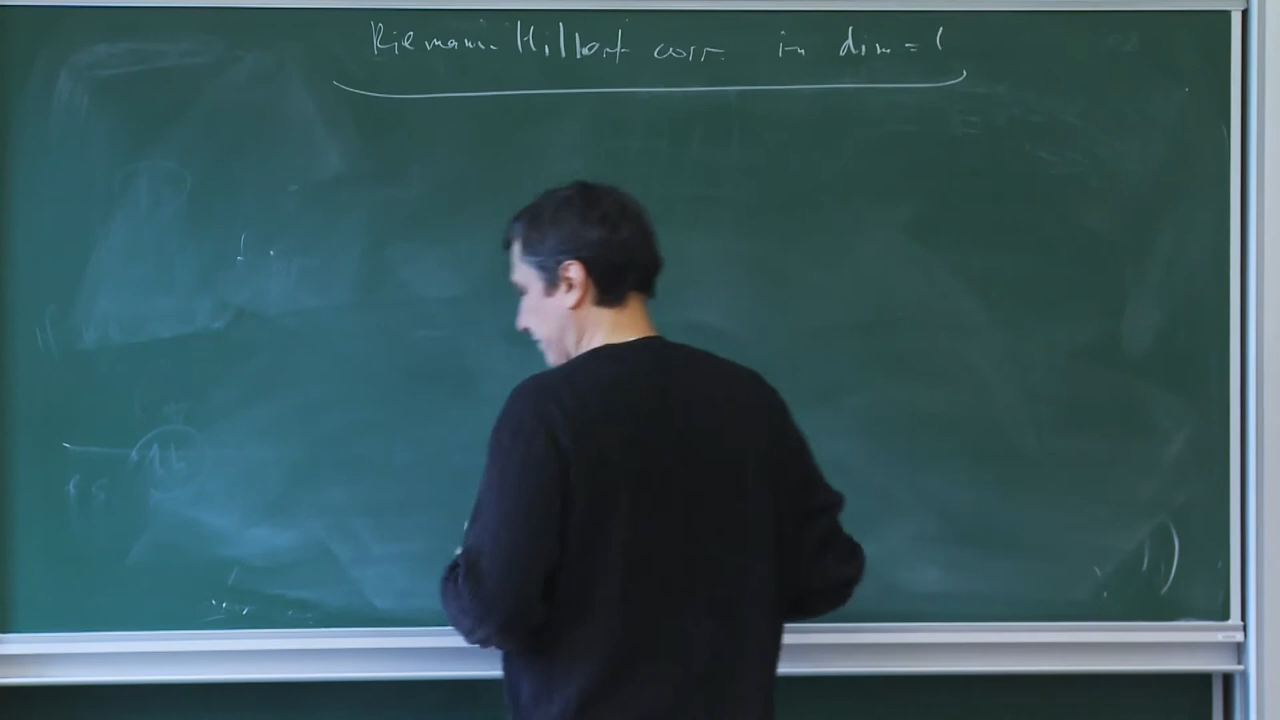 Riemann-Hilbert corr. in dim = 1